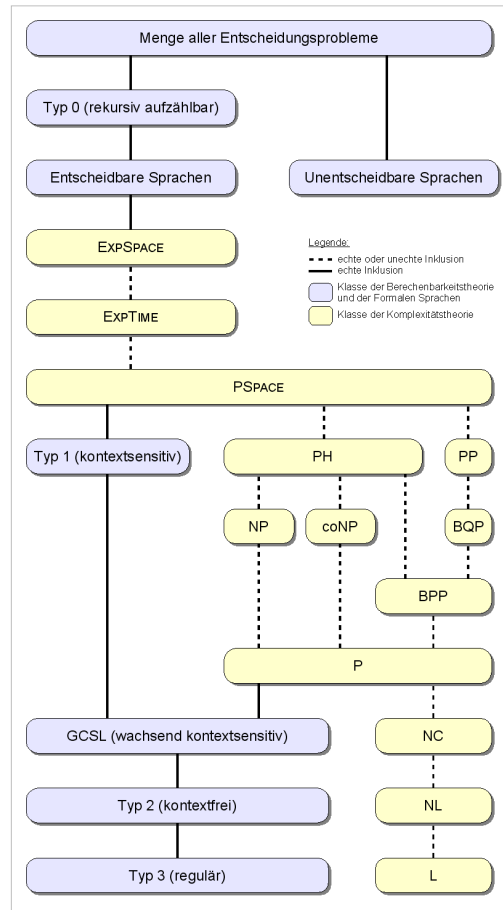 Menge aller Entscheidungsprobleme
Typ 0 (rekursiv aufzählbar)
Entscheidbare Sprachen
Unentscheidbare Sprachen
EXPSPACE
Legende:
echte oder unechte Inklusion
echte Inklusion
Klasse der Berechenbarkeitstheorie
und der Formalen Sprachen
Klasse der Komplexitätstheorie
EXPTIME
PSPACE
Typ 1 (kontextsensitiv)
PH
PP
NP
coNP
BQP
BPP
P
GCSL (wachsend kontextsensitiv)
NC
Typ 2 (kontextfrei)
NL
Typ 3 (regulär)
L